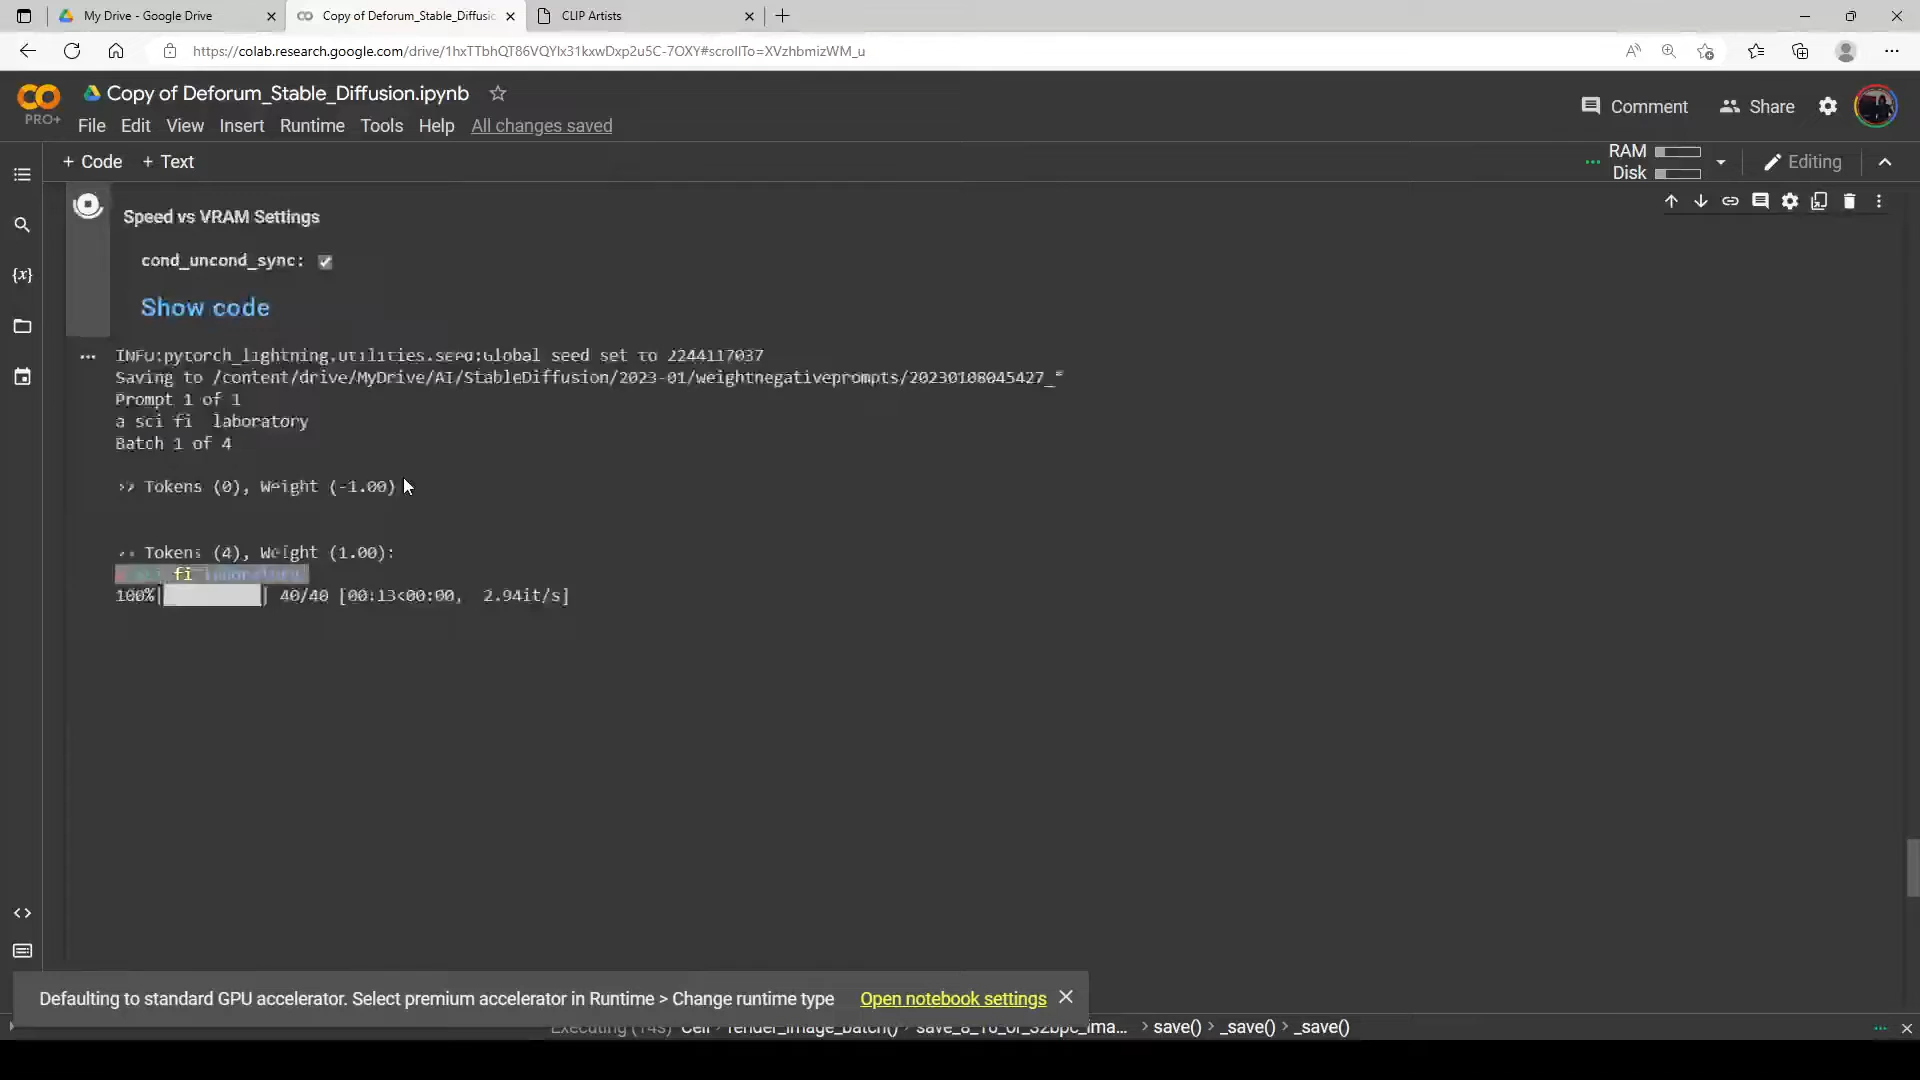 My Drive - Google Drive
Copy of Deforum_Stable_Diffusio
CLIP Artists
https://colab.research.google.com/drive/1hxTTbhQT86VQYlx31kxwDxp2u5C-7OXY#scrollTo=XVzhbmizWM_u
CO
PRO+
Copy of Deforum_Stable_Diffusion.ipynb
Comment
Share
File Edit View Insert Runtime Tools Help All changes saved
+ Code + Text
RAM
Disk
Editing
Speed vs VRAM Settings
{x}
cond_uncond_sync:
Show code
INFO:pytorch_lightning.utilities.seed:Global seed set to 2244117037
Saving to /content/drive/MyDrive/AI/StableDiffusion/2023-01/weightnegativeprompts/20230108045427_*
Prompt 1 of 1
a sci fi laboratory
Batch 1 of 4
>> Tokens (0), Weight (-1.00)
Tokens (4), Weight (1.00):
sci fi laboratory
100%| | 40/40 [00:13<00:00, 2.94it/s]
Defaulting to standard GPU accelerator. Select premium accelerator in Runtime > Change runtime type Open notebook settings
Executing (14s) Cell > render_image_batch() > save_8_16_or_32bpc_ima... > save() > _save() > _save()